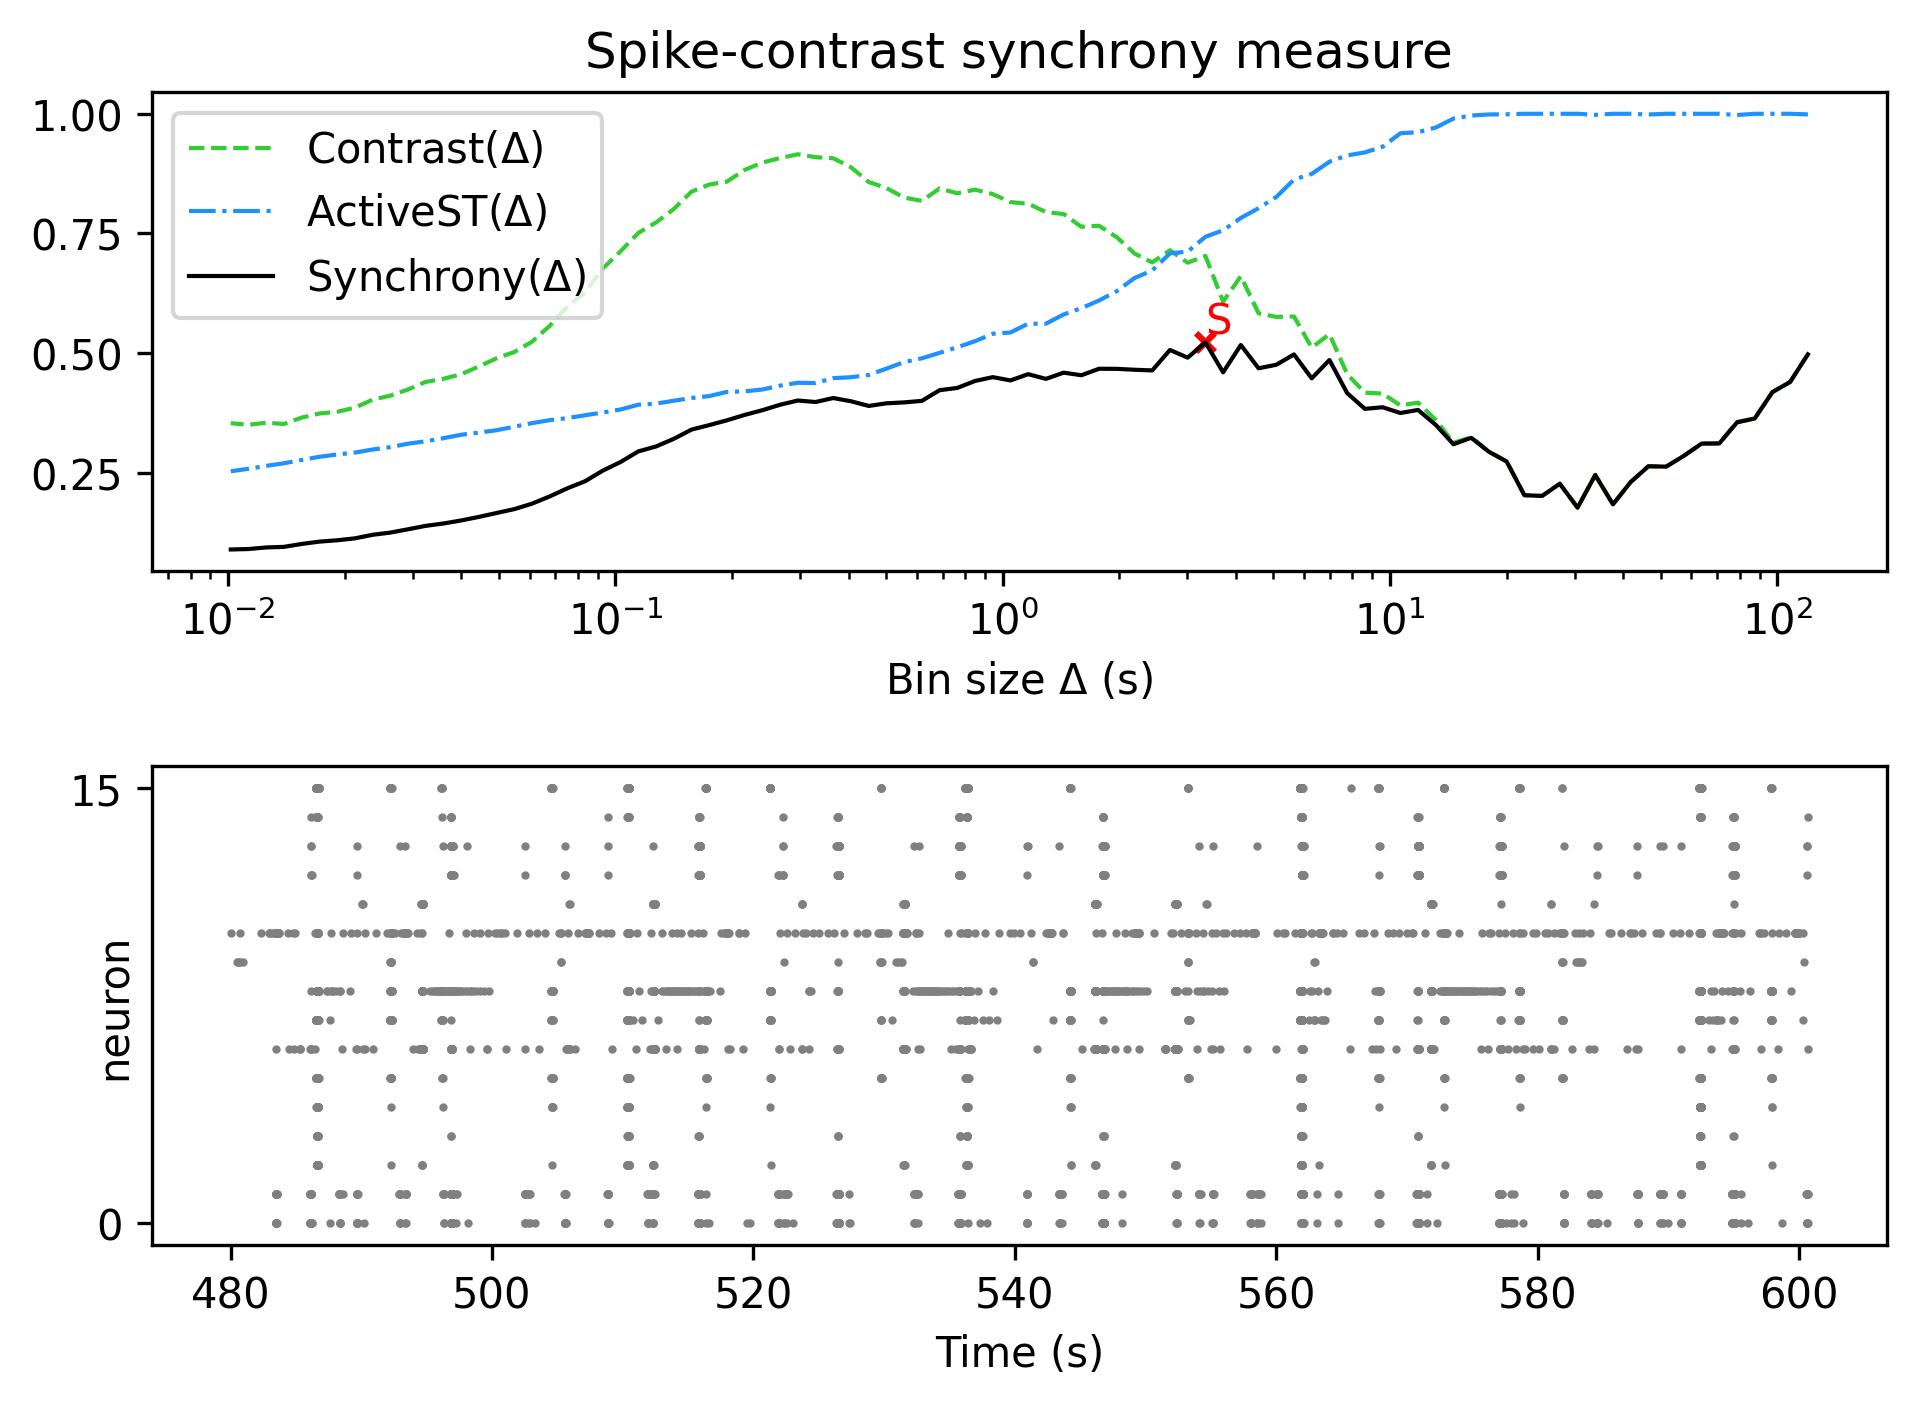 Spike-contrast synchrony measure
1.00
0.75
0.50
0.25
Contrast(Δ)
ActiveST(Δ)
Synchrony(Δ)
S
10⁻² 10⁻¹ 10⁰ 10¹ 10²
Bin size Δ (s)
15
0
neuron
480 500 520 540 560 580 600
Time (s)